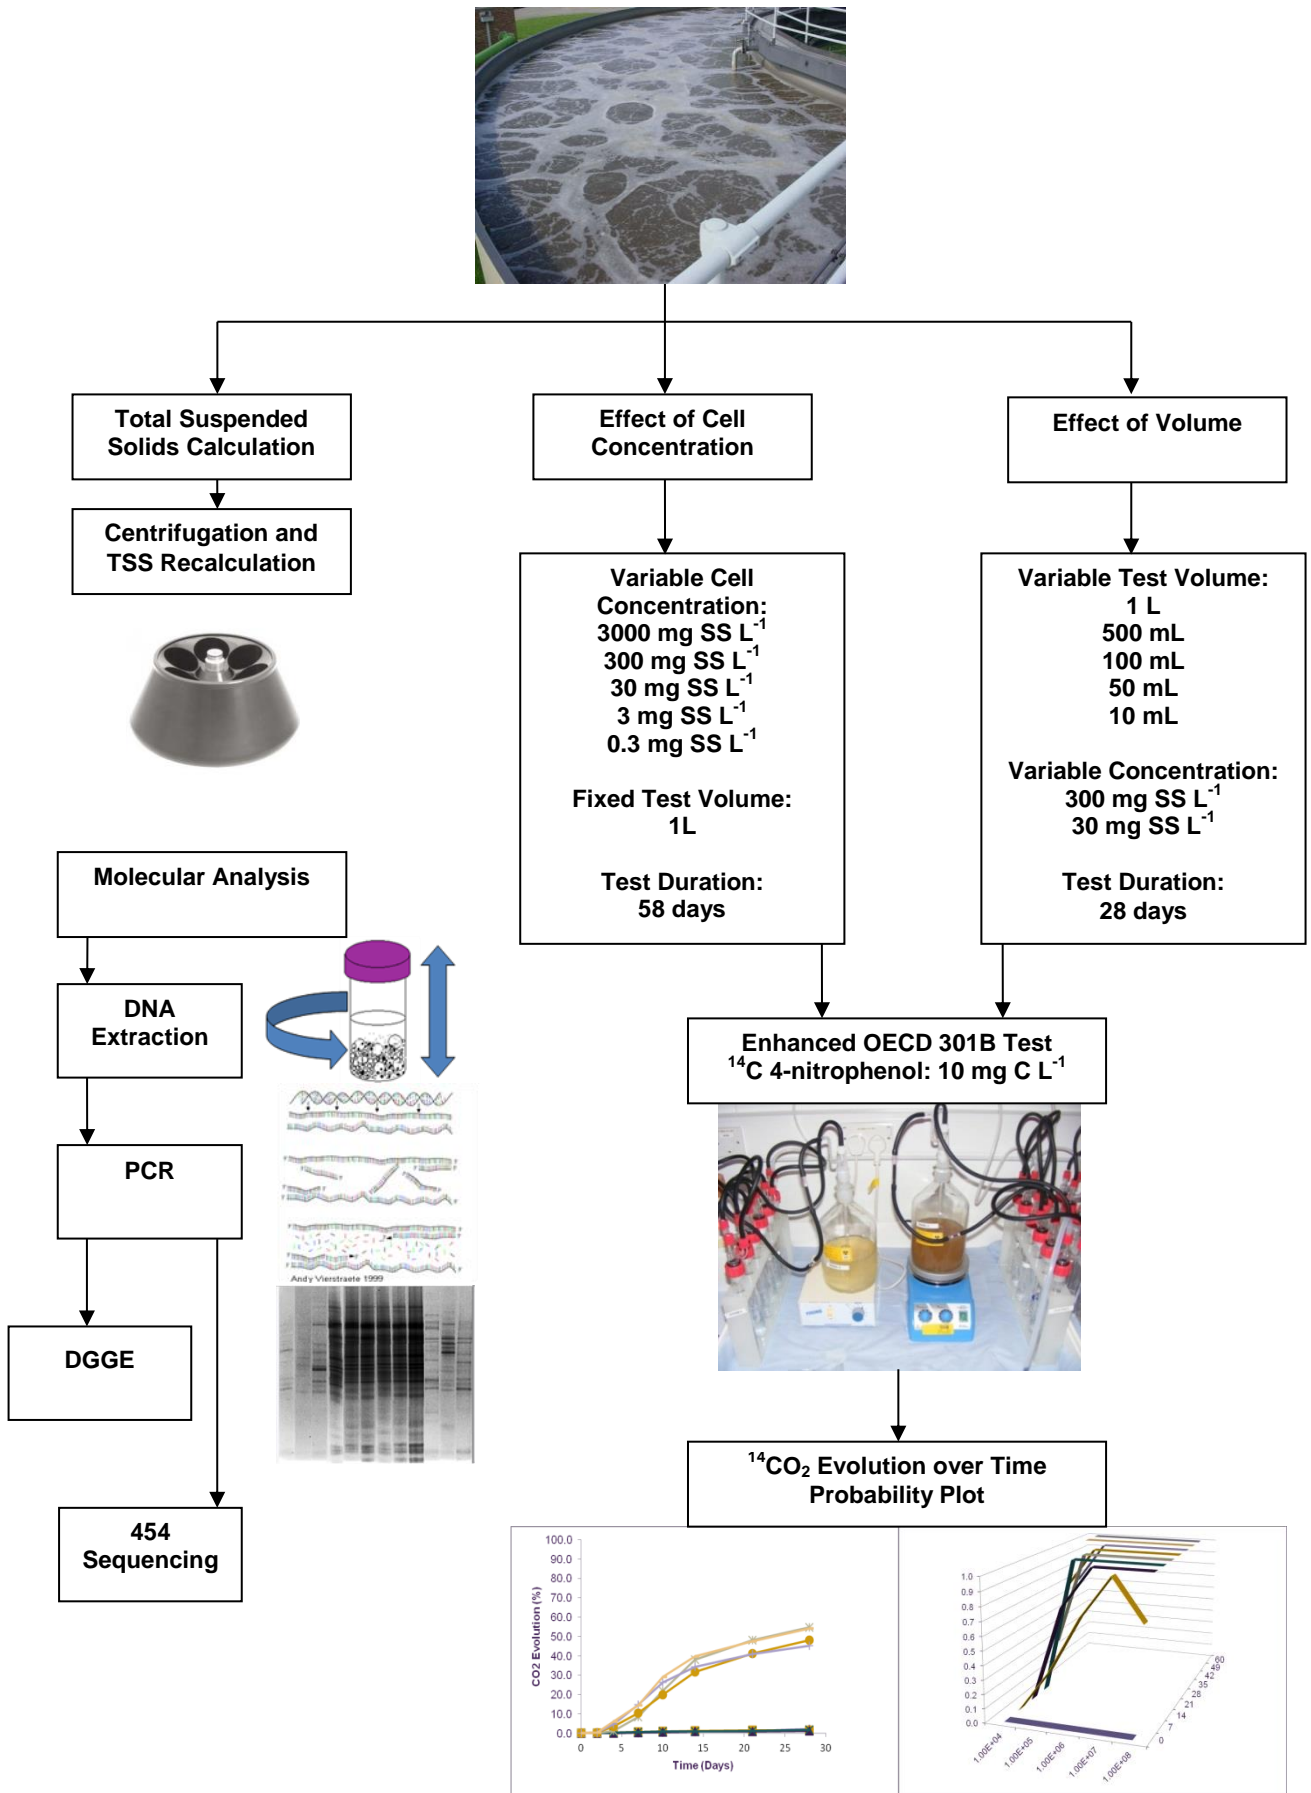 Total Suspended
Solids Calculation
Effect of Cell
Concentration
Effect of Volume
Centrifugation and
TSS Recalculation
Variable Cell
Concentration:
3000 mg SS L⁻¹
300 mg SS L⁻¹
30 mg SS L⁻¹
3 mg SS L⁻¹
0.3 mg SS L⁻¹
Fixed Test Volume:
1L
Test Duration:
58 days
Variable Test Volume:
1 L
500 mL
100 mL
50 mL
10 mL
Variable Concentration:
300 mg SS L⁻¹
30 mg SS L⁻¹
Test Duration:
28 days
Molecular Analysis
DNA
Extraction
PCR
Andy Vierstraete 1999
DGGE
454
Sequencing
Enhanced OECD 301B Test
¹⁴C 4-nitrophenol: 10 mg C L⁻¹
¹⁴CO₂ Evolution over Time
Probability Plot
100.0
90.0
80.0
70.0
60.0
50.0
40.0
30.0
20.0
10.0
0.0
CO2 Evolution (%)
0 5 10 15 20 25 30
Time (Days)
1.0
0.9
0.8
0.7
0.6
0.5
0.4
0.3
0.2
0.1
0.0
1.00E+04
1.00E+05
1.00E+06
1.00E+07
1.00E+08
60
49
42
35
28
21
14
7
0